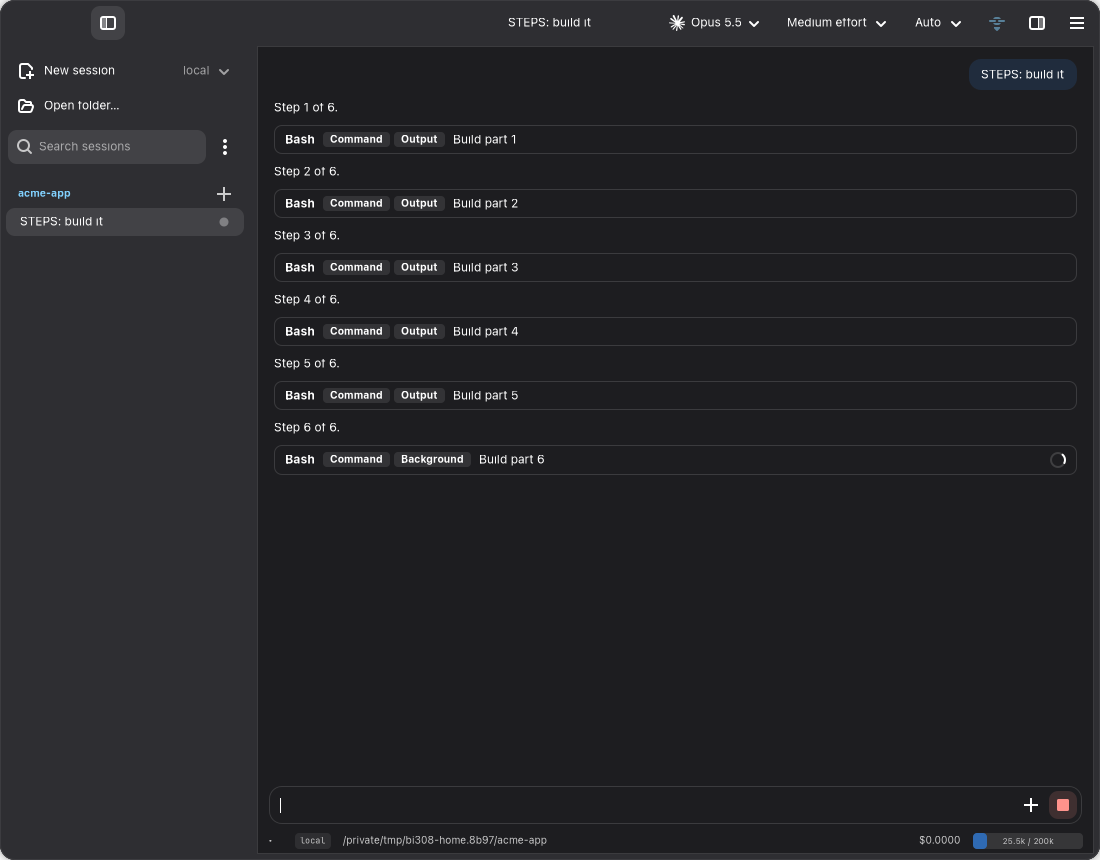 STEPS: build it
Opus 5.5
Medium effort
Auto
New session
local
Open folder...
Search sessions
acme-app
STEPS: build it
STEPS: build it
Step 1 of 6.
Bash Command Output Build part 1
Step 2 of 6.
Bash Command Output Build part 2
Step 3 of 6.
Bash Command Output Build part 3
Step 4 of 6.
Bash Command Output Build part 4
Step 5 of 6.
Bash Command Output Build part 5
Step 6 of 6.
Bash Command Background Build part 6
local /private/tmp/bi308-home.8b97/acme-app
$0.0000
25.5k / 200k